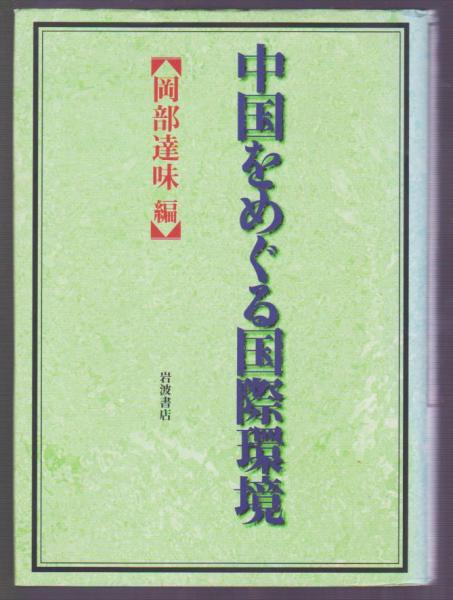 中国をめぐる国際環境
【岡部達味 編】
岩波書店